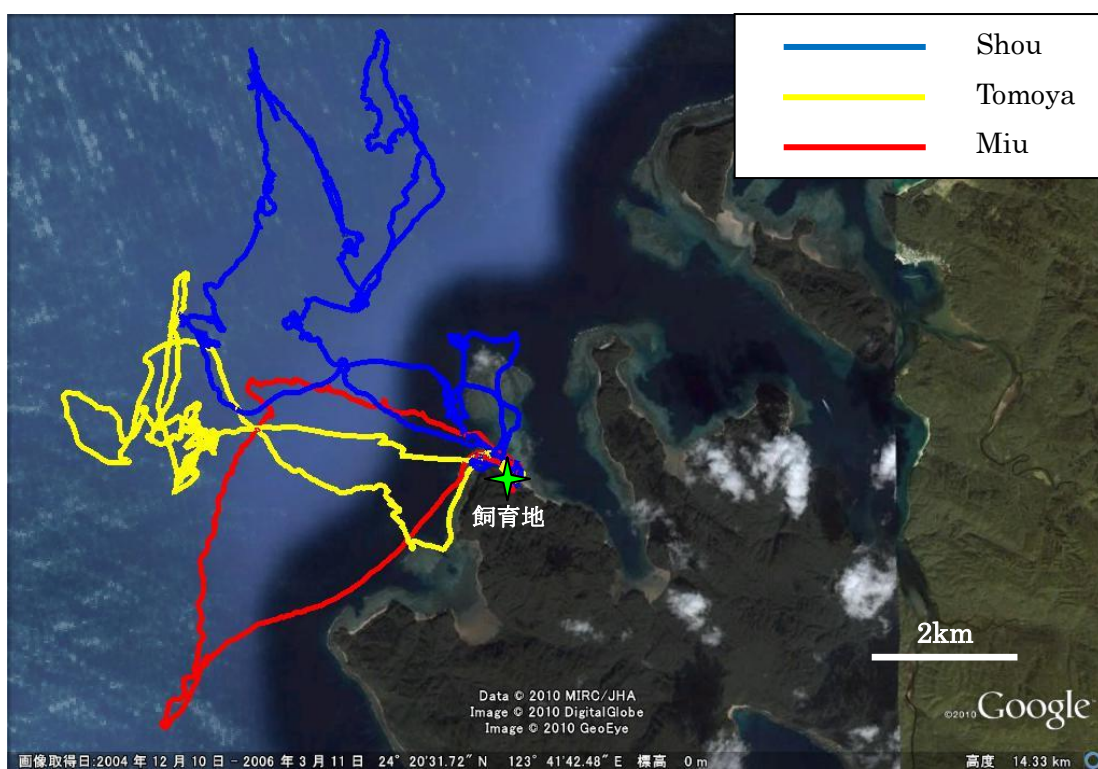 Shou
Tomoya
Miu
飼育地
2km
Data © 2010 MIRC/JHA
Image © 2010 DigitalGlobe
Image © 2010 GeoEye
©2010 Google
画像取得日:2004 年 12 月 10 日 - 2006 年 3 月 11 日 24° 20'31.72" N 123° 41'42.48" E 標高 0 m 高度 14.33 km